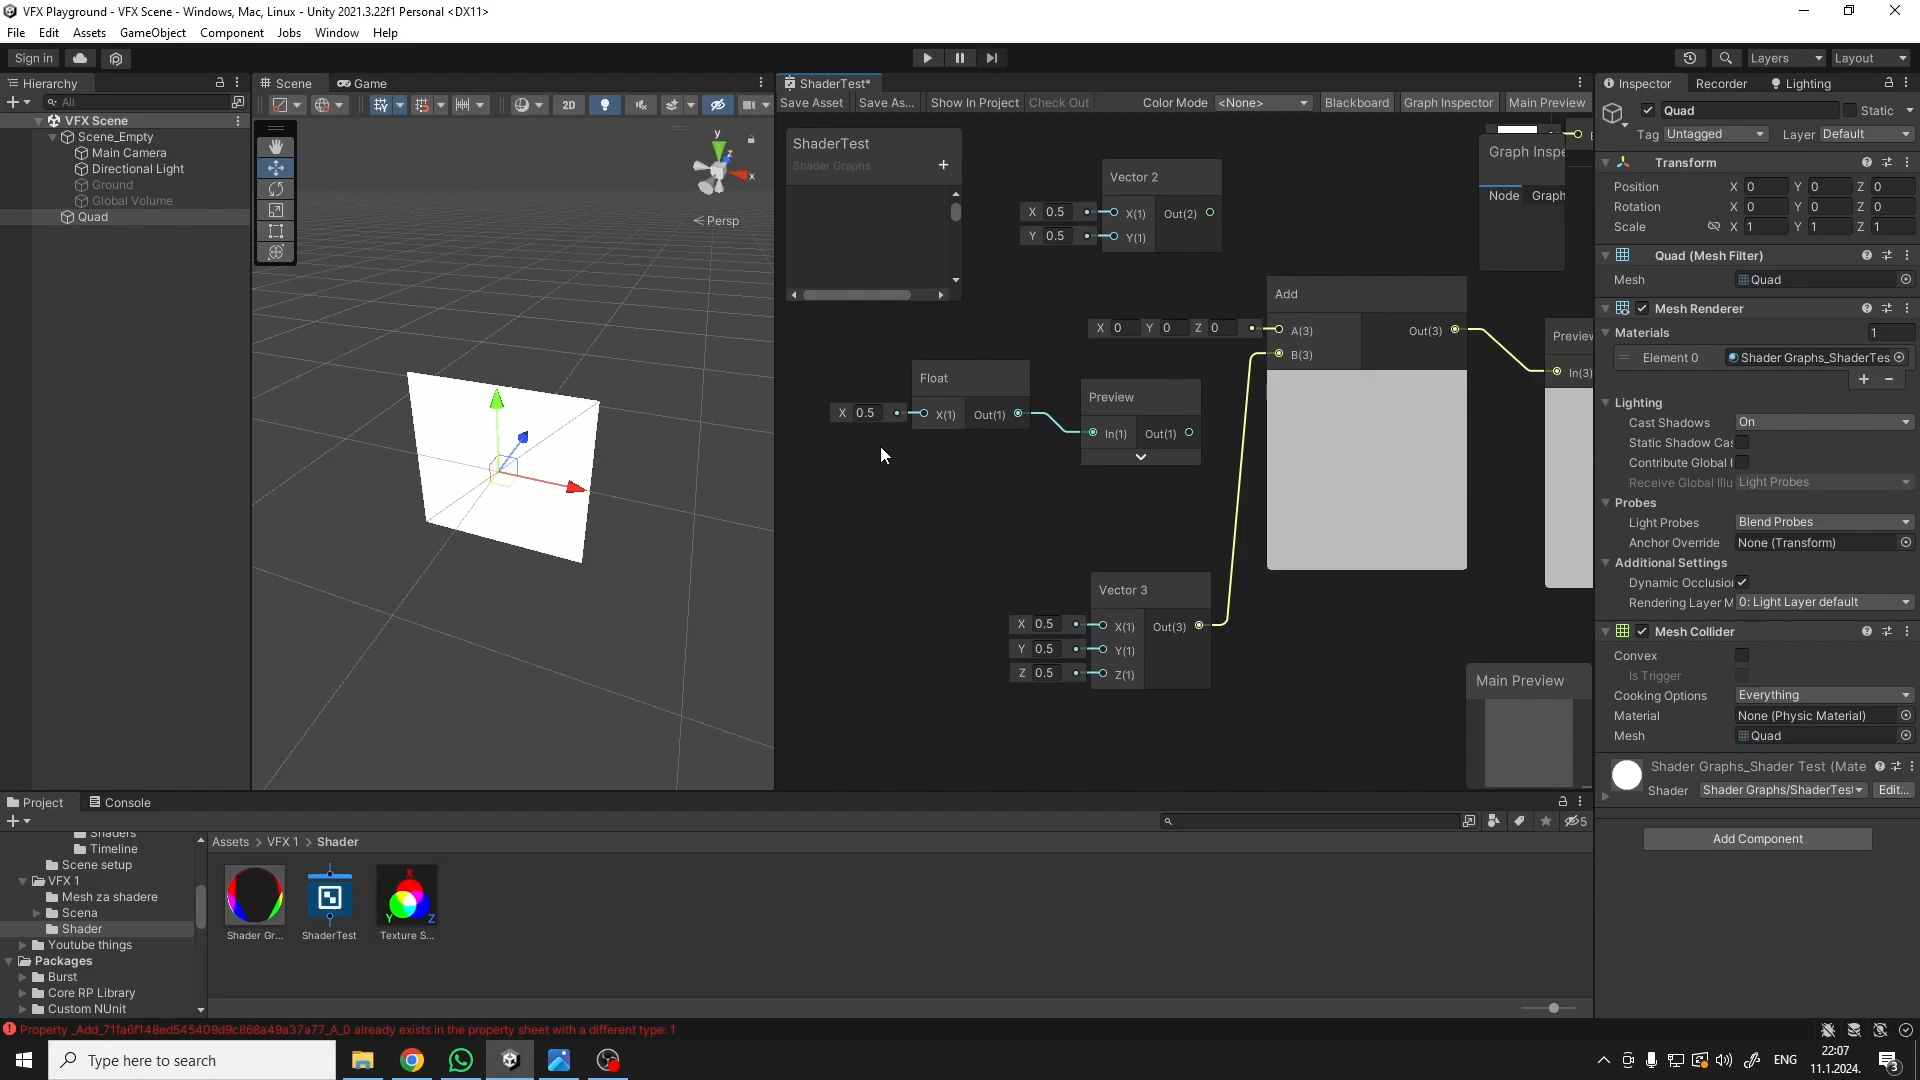 VFX Playground - VFX Scene - Windows, Mac, Linux - Unity 2021.3.22f1 Personal <DX11>
File Edit Assets GameObject Component Jobs Window Help
Sign in
Layers
Layout
Hierarchy
All
VFX Scene
Scene_Empty
Main Camera
Directional Light
Ground
Global Volume
Quad
Scene
Game
2D
y
z
x
Persp
ShaderTest*
Save Asset Save As... Show In Project Check Out Color Mode <None> Blackboard Graph Inspector Main Preview
ShaderTest
Shader Graphs
Vector 2
X 0.5 X(1) Out(2)
Y 0.5 Y(1)
Graph Inspe
Node Graph
Add
X 0 Y 0 Z 0 A(3) Out(3)
B(3)
Preview
In(3)
Float
X 0.5 X(1) Out(1)
Preview
In(1) Out(1)
Vector 3
X 0.5 X(1) Out(3)
Y 0.5 Y(1)
Z 0.5 Z(1)
Main Preview
Inspector Recorder Lighting
Quad Static
Tag Untagged Layer Default
Transform
Position X 0 Y 0 Z 0
Rotation X 0 Y 0 Z 0
Scale X 1 Y 1 Z 1
Quad (Mesh Filter)
Mesh Quad
Mesh Renderer
Materials 1
Element 0 Shader Graphs_ShaderTes
Lighting
Cast Shadows On
Static Shadow Cas
Contribute Global I
Receive Global Illu Light Probes
Probes
Light Probes Blend Probes
Anchor Override None (Transform)
Additional Settings
Dynamic Occlusion
Rendering Layer M 0: Light Layer default
Mesh Collider
Convex
Is Trigger
Cooking Options Everything
Material None (Physic Material)
Mesh Quad
Shader Graphs_Shader Test (Mate
Shader Shader Graphs/ShaderTest Edit...
Add Component
Project Console
5
Shaders
Timeline
Scene setup
VFX 1
Mesh za shadere
Scena
Shader
Youtube things
Packages
Burst
Core RP Library
Custom NUnit
Assets > VFX 1 > Shader
X
Y Z
Shader Gr... ShaderTest Texture S...
Property _Add_71fa6f148ed545409d9c868a49a37a77_A_0 already exists in the property sheet with a different type: 1
Type here to search
ENG
22:07
11.1.2024.
3